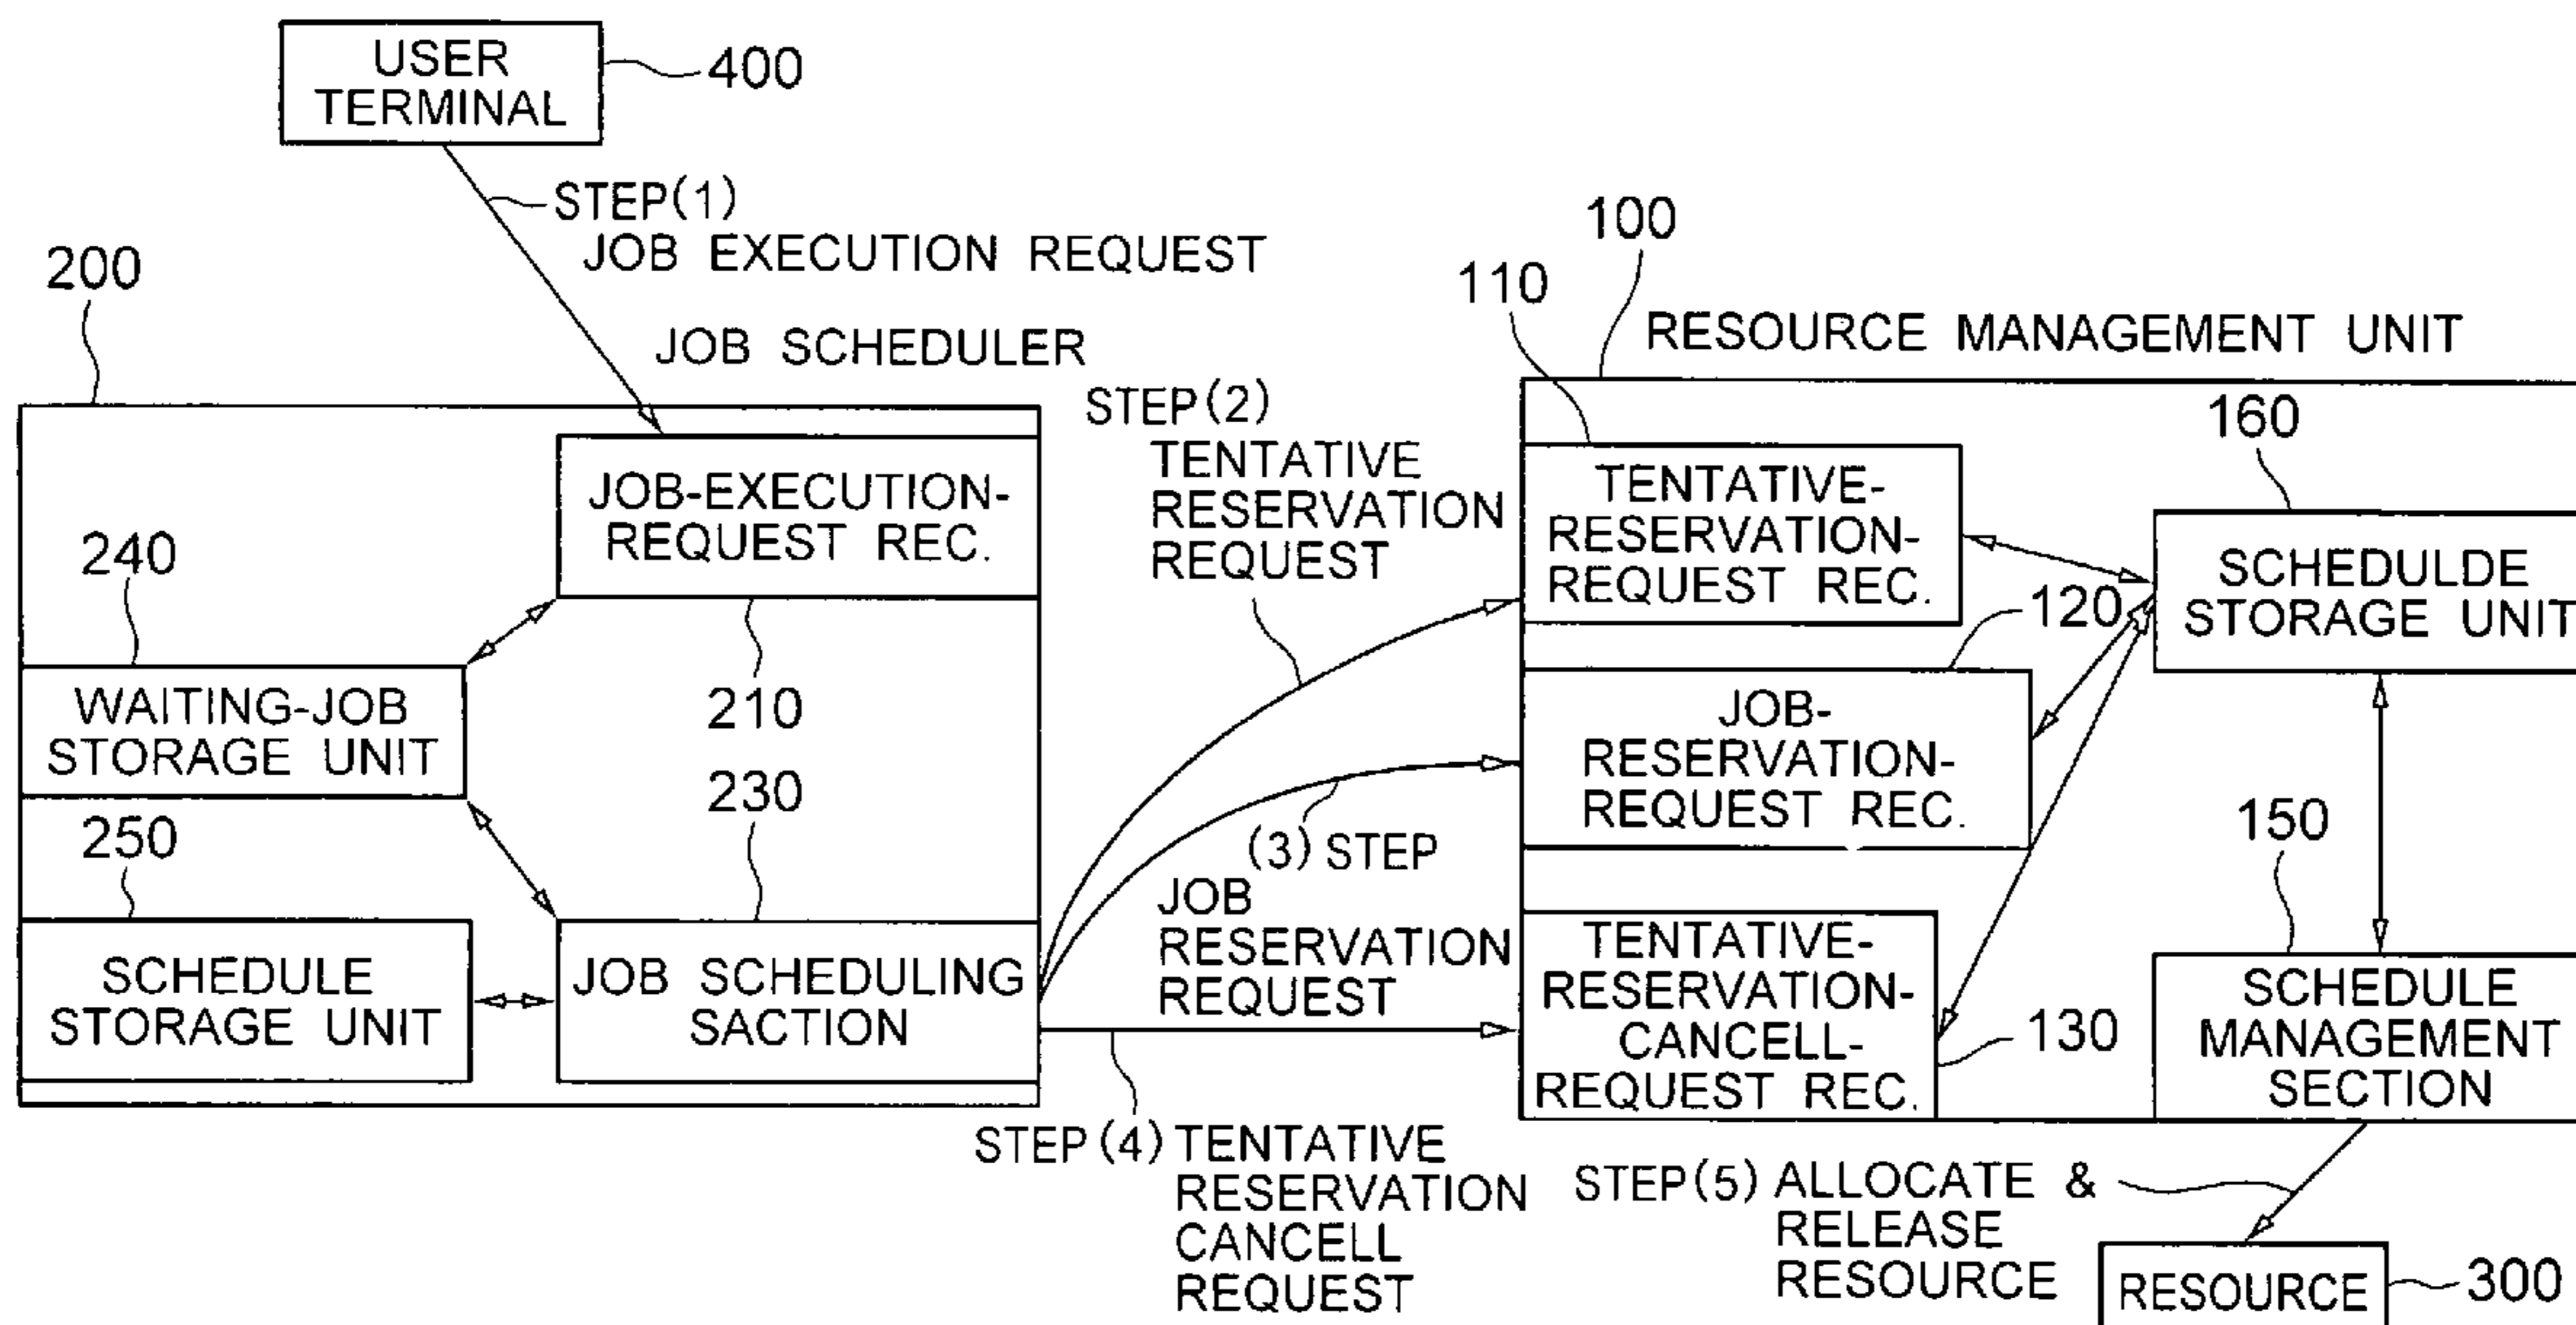 USER
TERMINAL
400
STEP(1)
JOB EXECUTION REQUEST
200
JOB SCHEDULER
JOB-EXECUTION-
REQUEST REC.
210
240
WAITING-JOB
STORAGE UNIT
230
250
SCHEDULE
STORAGE UNIT
JOB SCHEDULING
SACTION
STEP(2)
TENTATIVE
RESERVATION
REQUEST
(3) STEP
JOB
RESERVATION
REQUEST
STEP(4) TENTATIVE
RESERVATION
CANCELL
REQUEST
100
RESOURCE MANAGEMENT UNIT
110
TENTATIVE-
RESERVATION-
REQUEST REC.
120
JOB-
RESERVATION-
REQUEST REC.
TENTATIVE-
RESERVATION-
CANCELL-
REQUEST REC.
130
160
SCHEDULDE
STORAGE UNIT
150
SCHEDULE
MANAGEMENT
SECTION
STEP(5) ALLOCATE &
RELEASE
RESOURCE
RESOURCE
300